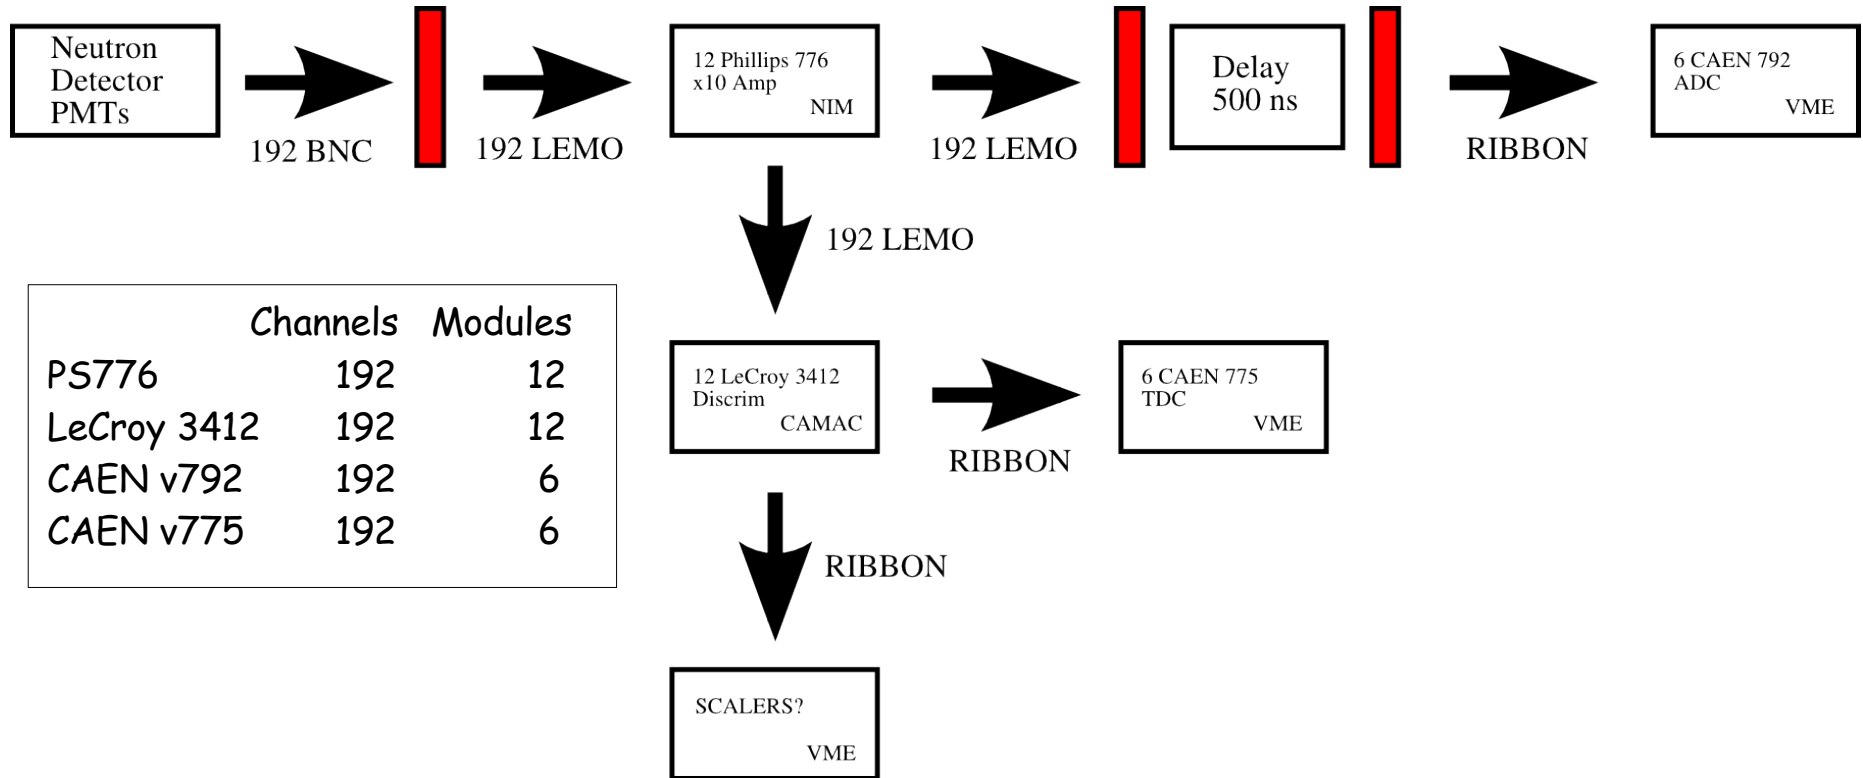 Neutron
Detector
PMTs
192 BNC
192 LEMO
12 Phillips 776
x10 Amp
NIM
192 LEMO
Delay
500 ns
RIBBON
6 CAEN 792
ADC
VME
192 LEMO
Channels Modules
PS776 192 12
LeCroy 3412 192 12
CAEN v792 192 6
CAEN v775 192 6
12 LeCroy 3412
Discrim
CAMAC
RIBBON
6 CAEN 775
TDC
VME
RIBBON
SCALERS?
VME